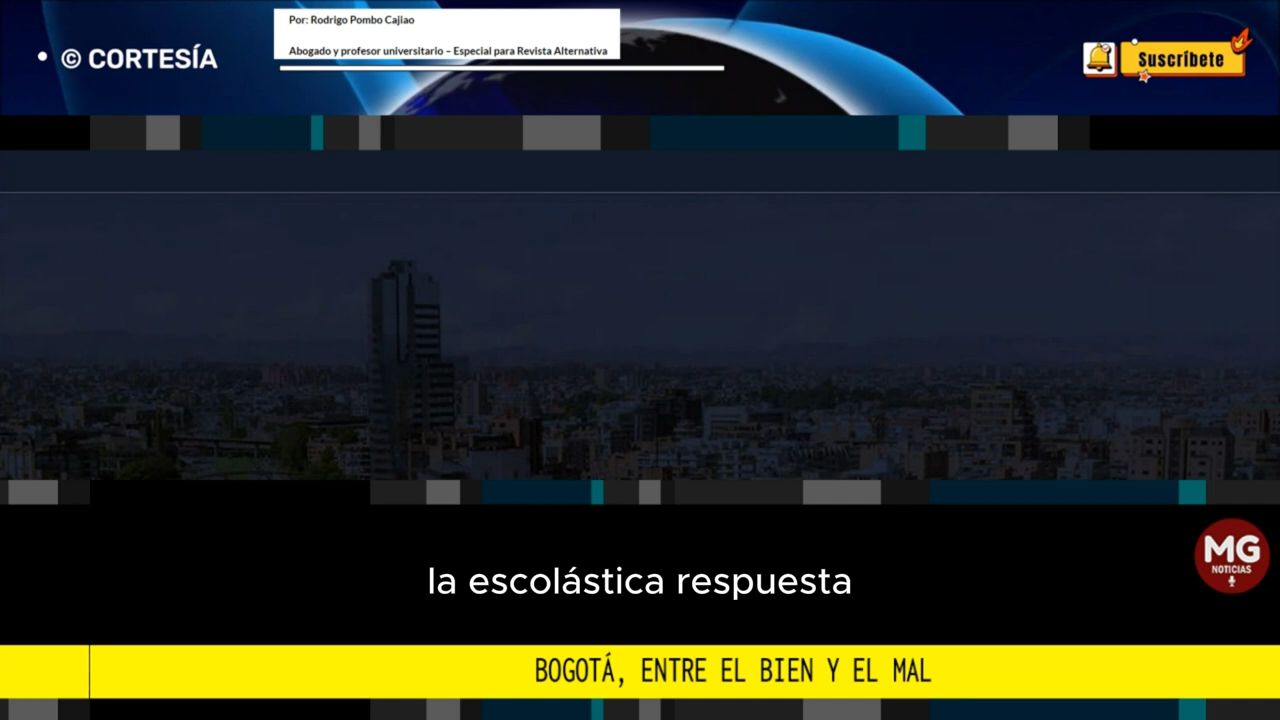 Por: Rodrigo Pombo Cajiao
Abogado y profesor universitario – Especial para Revista Alternativa
• © CORTESÍA
Suscríbete
MG
NOTICIAS
la escolástica respuesta
BOGOTÁ, ENTRE EL BIEN Y EL MAL